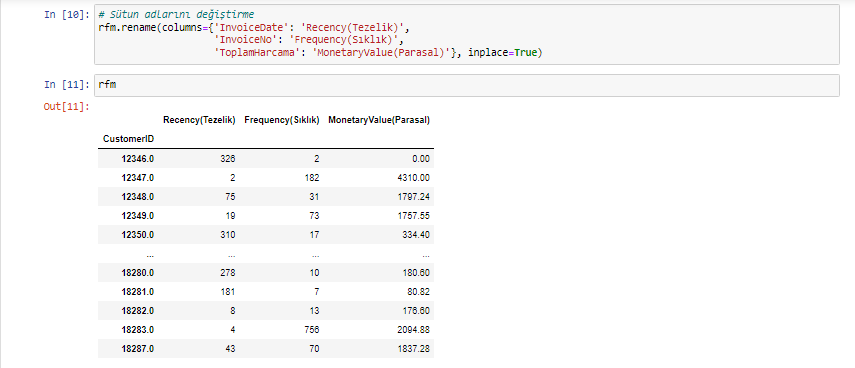 In [10]: # Sütun adlarını değiştirme
rfm.rename(columns={'InvoiceDate': 'Recency(Tezelik)',
'InvoiceNo': 'Frequency(Sıklık)',
'ToplamHarcama': 'MonetaryValue(Parasal)'}, inplace=True)
In [11]: rfm
Out[11]:
Recency(Tezelik) Frequency(Sıklık) MonetaryValue(Parasal)
CustomerID
12346.0 326 2 0.00
12347.0 2 182 4310.00
12348.0 75 31 1797.24
12349.0 19 73 1757.55
12350.0 310 17 334.40
... ... ... ...
18280.0 278 10 180.60
18281.0 181 7 80.82
18282.0 8 13 176.60
18283.0 4 756 2094.88
18287.0 43 70 1837.28